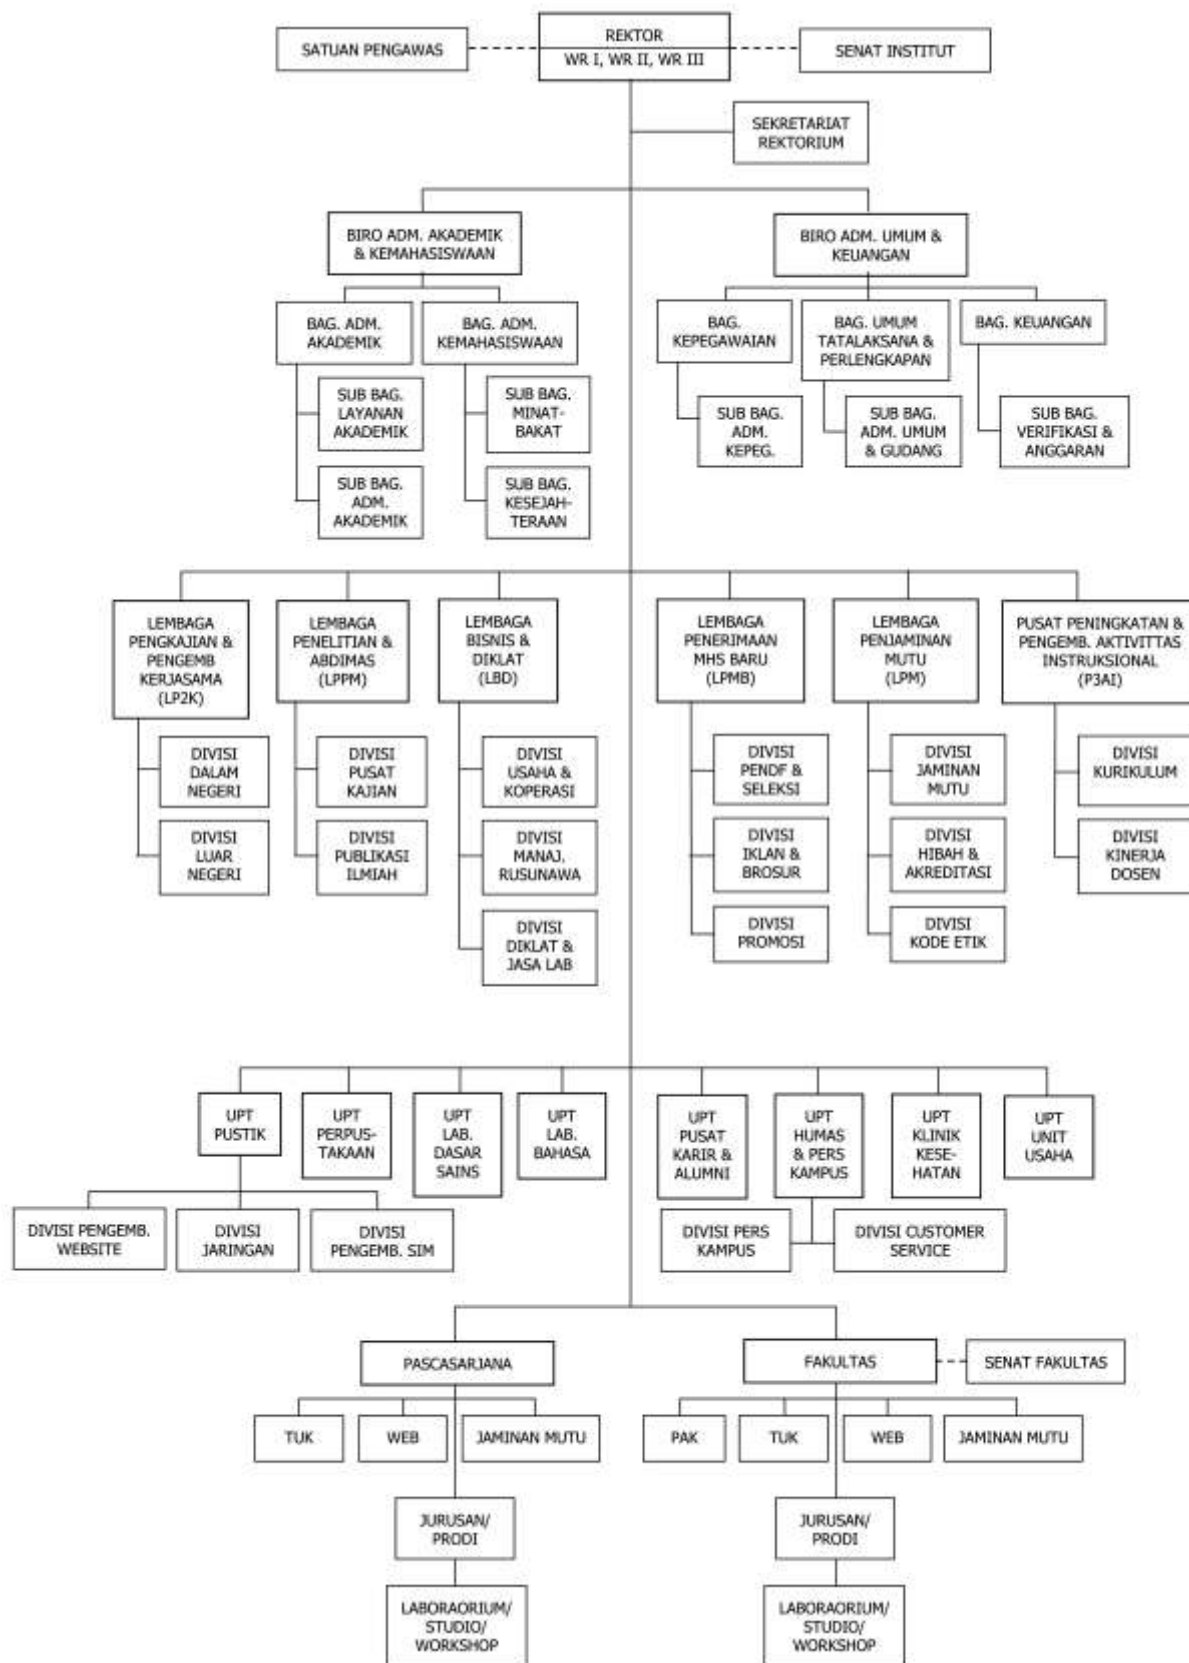 REKTOR
WR I, WR II, WR III
SATUAN PENGAWAS
SENAT INSTITUT
SEKRETARIAT
REKTORIUM
BIRO ADM. AKADEMIK
& KEMAHASISWAAN
BIRO ADM. UMUM &
KEUANGAN
BAG. ADM.
AKADEMIK
BAG. ADM.
KEMAHASISWAAN
BAG.
KEPEGAWAIAN
BAG. UMUM
TATALAKSANA &
PERLENGKAPAN
BAG. KEUANGAN
SUB BAG.
LAYANAN
AKADEMIK
SUB BAG.
MINAT-
BAKAT
SUB BAG.
ADM.
KEPEG.
SUB BAG.
ADM. UMUM
& GUDANG
SUB BAG.
VERIFIKASI &
ANGGARAN
SUB BAG.
ADM.
AKADEMIK
SUB BAG.
KESEJAH-
TERAAN
LEMBAGA
PENGKAJIAN &
PENGEMB
KERJASAMA
(LP2K)
LEMBAGA
PENELITIAN &
ABDIMAS
(LPPM)
LEMBAGA
BISNIS &
DIKLAT
(LBD)
LEMBAGA
PENERIMAAN
MHS BARU
(LPMB)
LEMBAGA
PENJAMINAN
MUTU
(LPM)
PUSAT PENINGKATAN &
PENGEMB. AKTIVITTAS
INSTRUKSIONAL
(P3AI)
DIVISI
DALAM
NEGERI
DIVISI
PUSAT
KAJIAN
DIVISI
USAHA &
KOPERASI
DIVISI
PENDF &
SELEKSI
DIVISI
JAMINAN
MUTU
DIVISI
KURIKULUM
DIVISI
LUAR
NEGERI
DIVISI
PUBLIKASI
ILMIAH
DIVISI
MANAJ.
RUSUNAWA
DIVISI
IKLAN &
BROSUR
DIVISI
HIBAH &
AKREDITASI
DIVISI
KINERJA
DOSEN
DIVISI
DIKLAT &
JASA LAB
DIVISI
PROMOSI
DIVISI
KODE ETIK
UPT
PUSTIK
UPT
PERPUS-
TAKAAN
UPT
LAB.
DASAR
SAINS
UPT
LAB.
BAHASA
UPT
PUSAT
KARIR &
ALUMNI
UPT
HUMAS
& PERS
KAMPUS
UPT
KLINIK
KESE-
HATAN
UPT
UNIT
USAHA
DIVISI PENGEMB.
WEBSITE
DIVISI
JARINGAN
DIVISI
PENGEMB. SIM
DIVISI PERS
KAMPUS
DIVISI CUSTOMER
SERVICE
PASCASARJANA
FAKULTAS
SENAT FAKULTAS
TUK
WEB
JAMINAN MUTU
PAK
TUK
WEB
JAMINAN MUTU
JURUSAN/
PRODI
JURUSAN/
PRODI
LABORAORIUM/
STUDIO/
WORKSHOP
LABORAORIUM/
STUDIO/
WORKSHOP